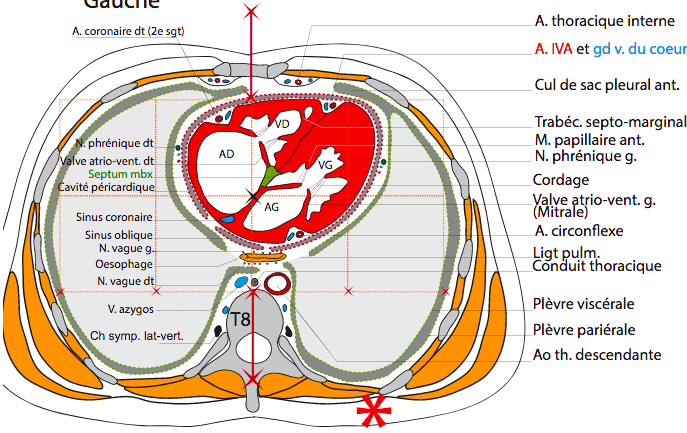 Gauche
A. coronaire dt (2e sgt)
N. phrénique dt
Valve atrio-vent. dt
Septum mbx
Cavité péricardique
Sinus coronaire
Sinus oblique
N. vague g.
Oesophage
N. vague dt
V. azygos
Ch symp. lat-vert.
VD
AD
VG
AG
T8
A. thoracique interne
A. IVA et gd v. du coeur
Cul de sac pleural ant.
Trabéc. septo-marginal
M. papillaire ant.
N. phrénique g.
Cordage
Valve atrio-vent. g.
(Mitrale)
A. circonflexe
Ligt pulm.
Conduit thoracique
Plèvre viscérale
Plèvre pariérale
Ao th. descendante